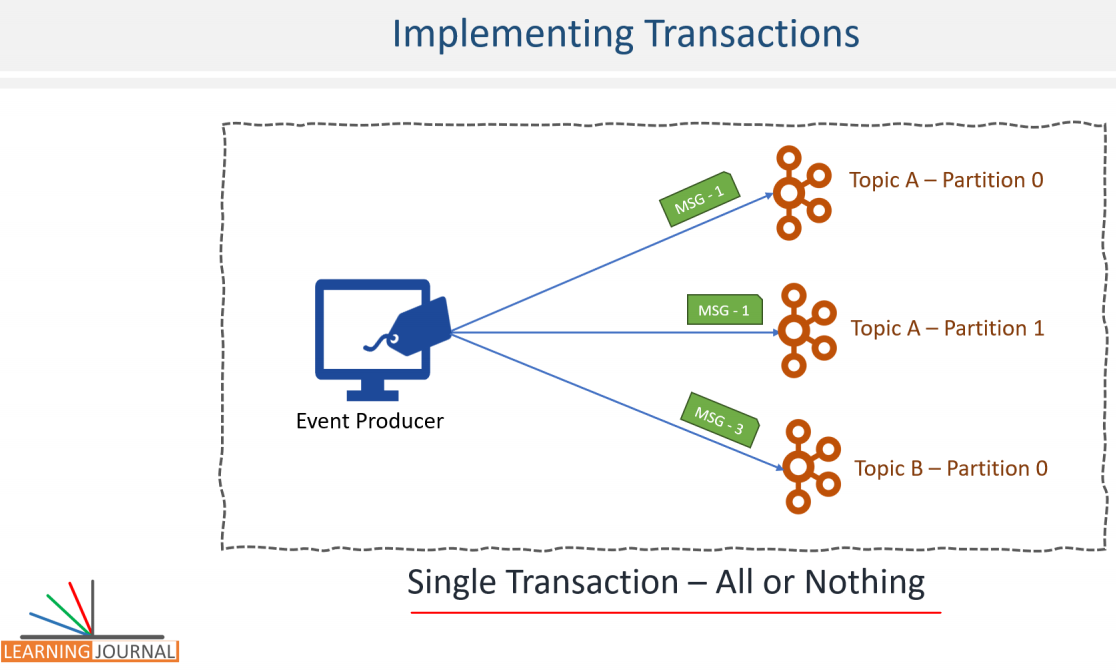 Implementing Transactions
MSG - 1
Topic A – Partition 0
MSG - 1
Topic A – Partition 1
MSG - 3
Topic B – Partition 0
Event Producer
Single Transaction – All or Nothing
LEARNING JOURNAL